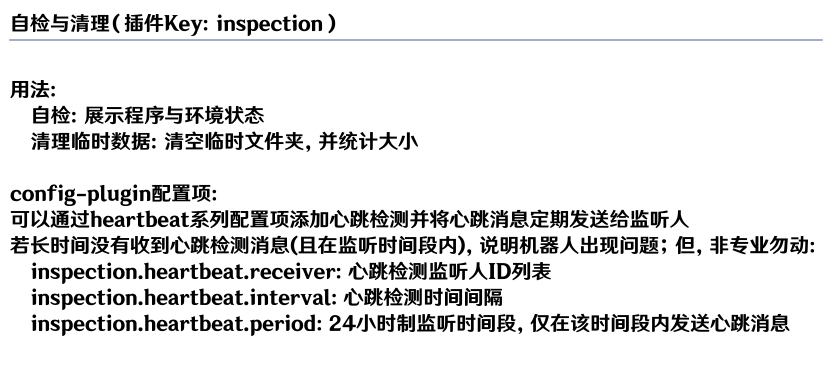 自检与清理(插件Key: inspection)
用法:
自检: 展示程序与环境状态
清理临时数据: 清空临时文件夹, 并统计大小
config-plugin配置项:
可以通过heartbeat系列配置项添加心跳检测并将心跳消息定期发送给监听人
若长时间没有收到心跳检测消息(且在监听时间段内), 说明机器人出现问题; 但, 非专业勿动:
inspection.heartbeat.receiver: 心跳检测监听人ID列表
inspection.heartbeat.interval: 心跳检测时间间隔
inspection.heartbeat.period: 24小时制监听时间段, 仅在该时间段内发送心跳消息